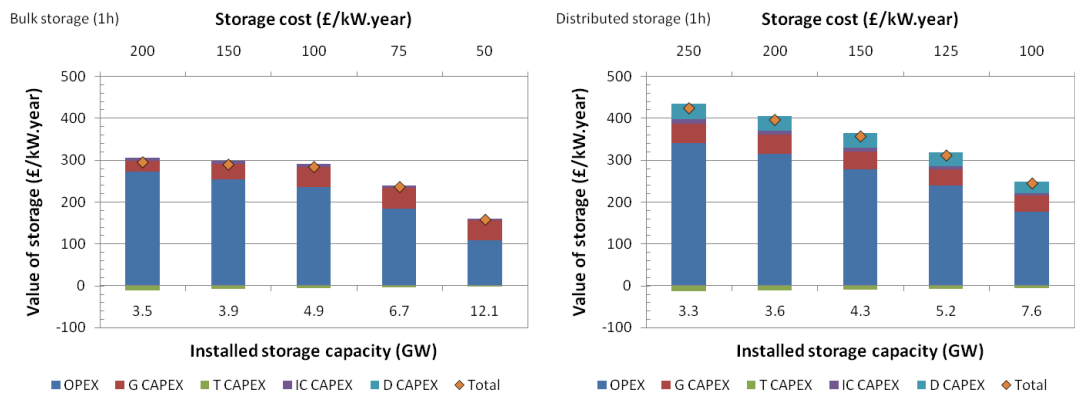 Bulk storage (1h)
Storage cost (£/kW.year)
200 150 100 75 50
Value of storage (£/kW.year)
500
400
300
200
100
0
-100
3.5 3.9 4.9 6.7 12.1
Installed storage capacity (GW)
OPEX G CAPEX T CAPEX IC CAPEX D CAPEX Total
Distributed storage (1h)
Storage cost (£/kW.year)
250 200 150 125 100
Value of storage (£/kW.year)
500
400
300
200
100
0
-100
3.3 3.6 4.3 5.2 7.6
Installed storage capacity (GW)
OPEX G CAPEX T CAPEX IC CAPEX D CAPEX Total